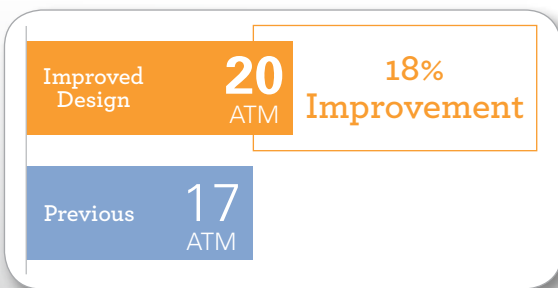 Improved
Design
20
ATM
18%
Improvement
Previous
17
ATM